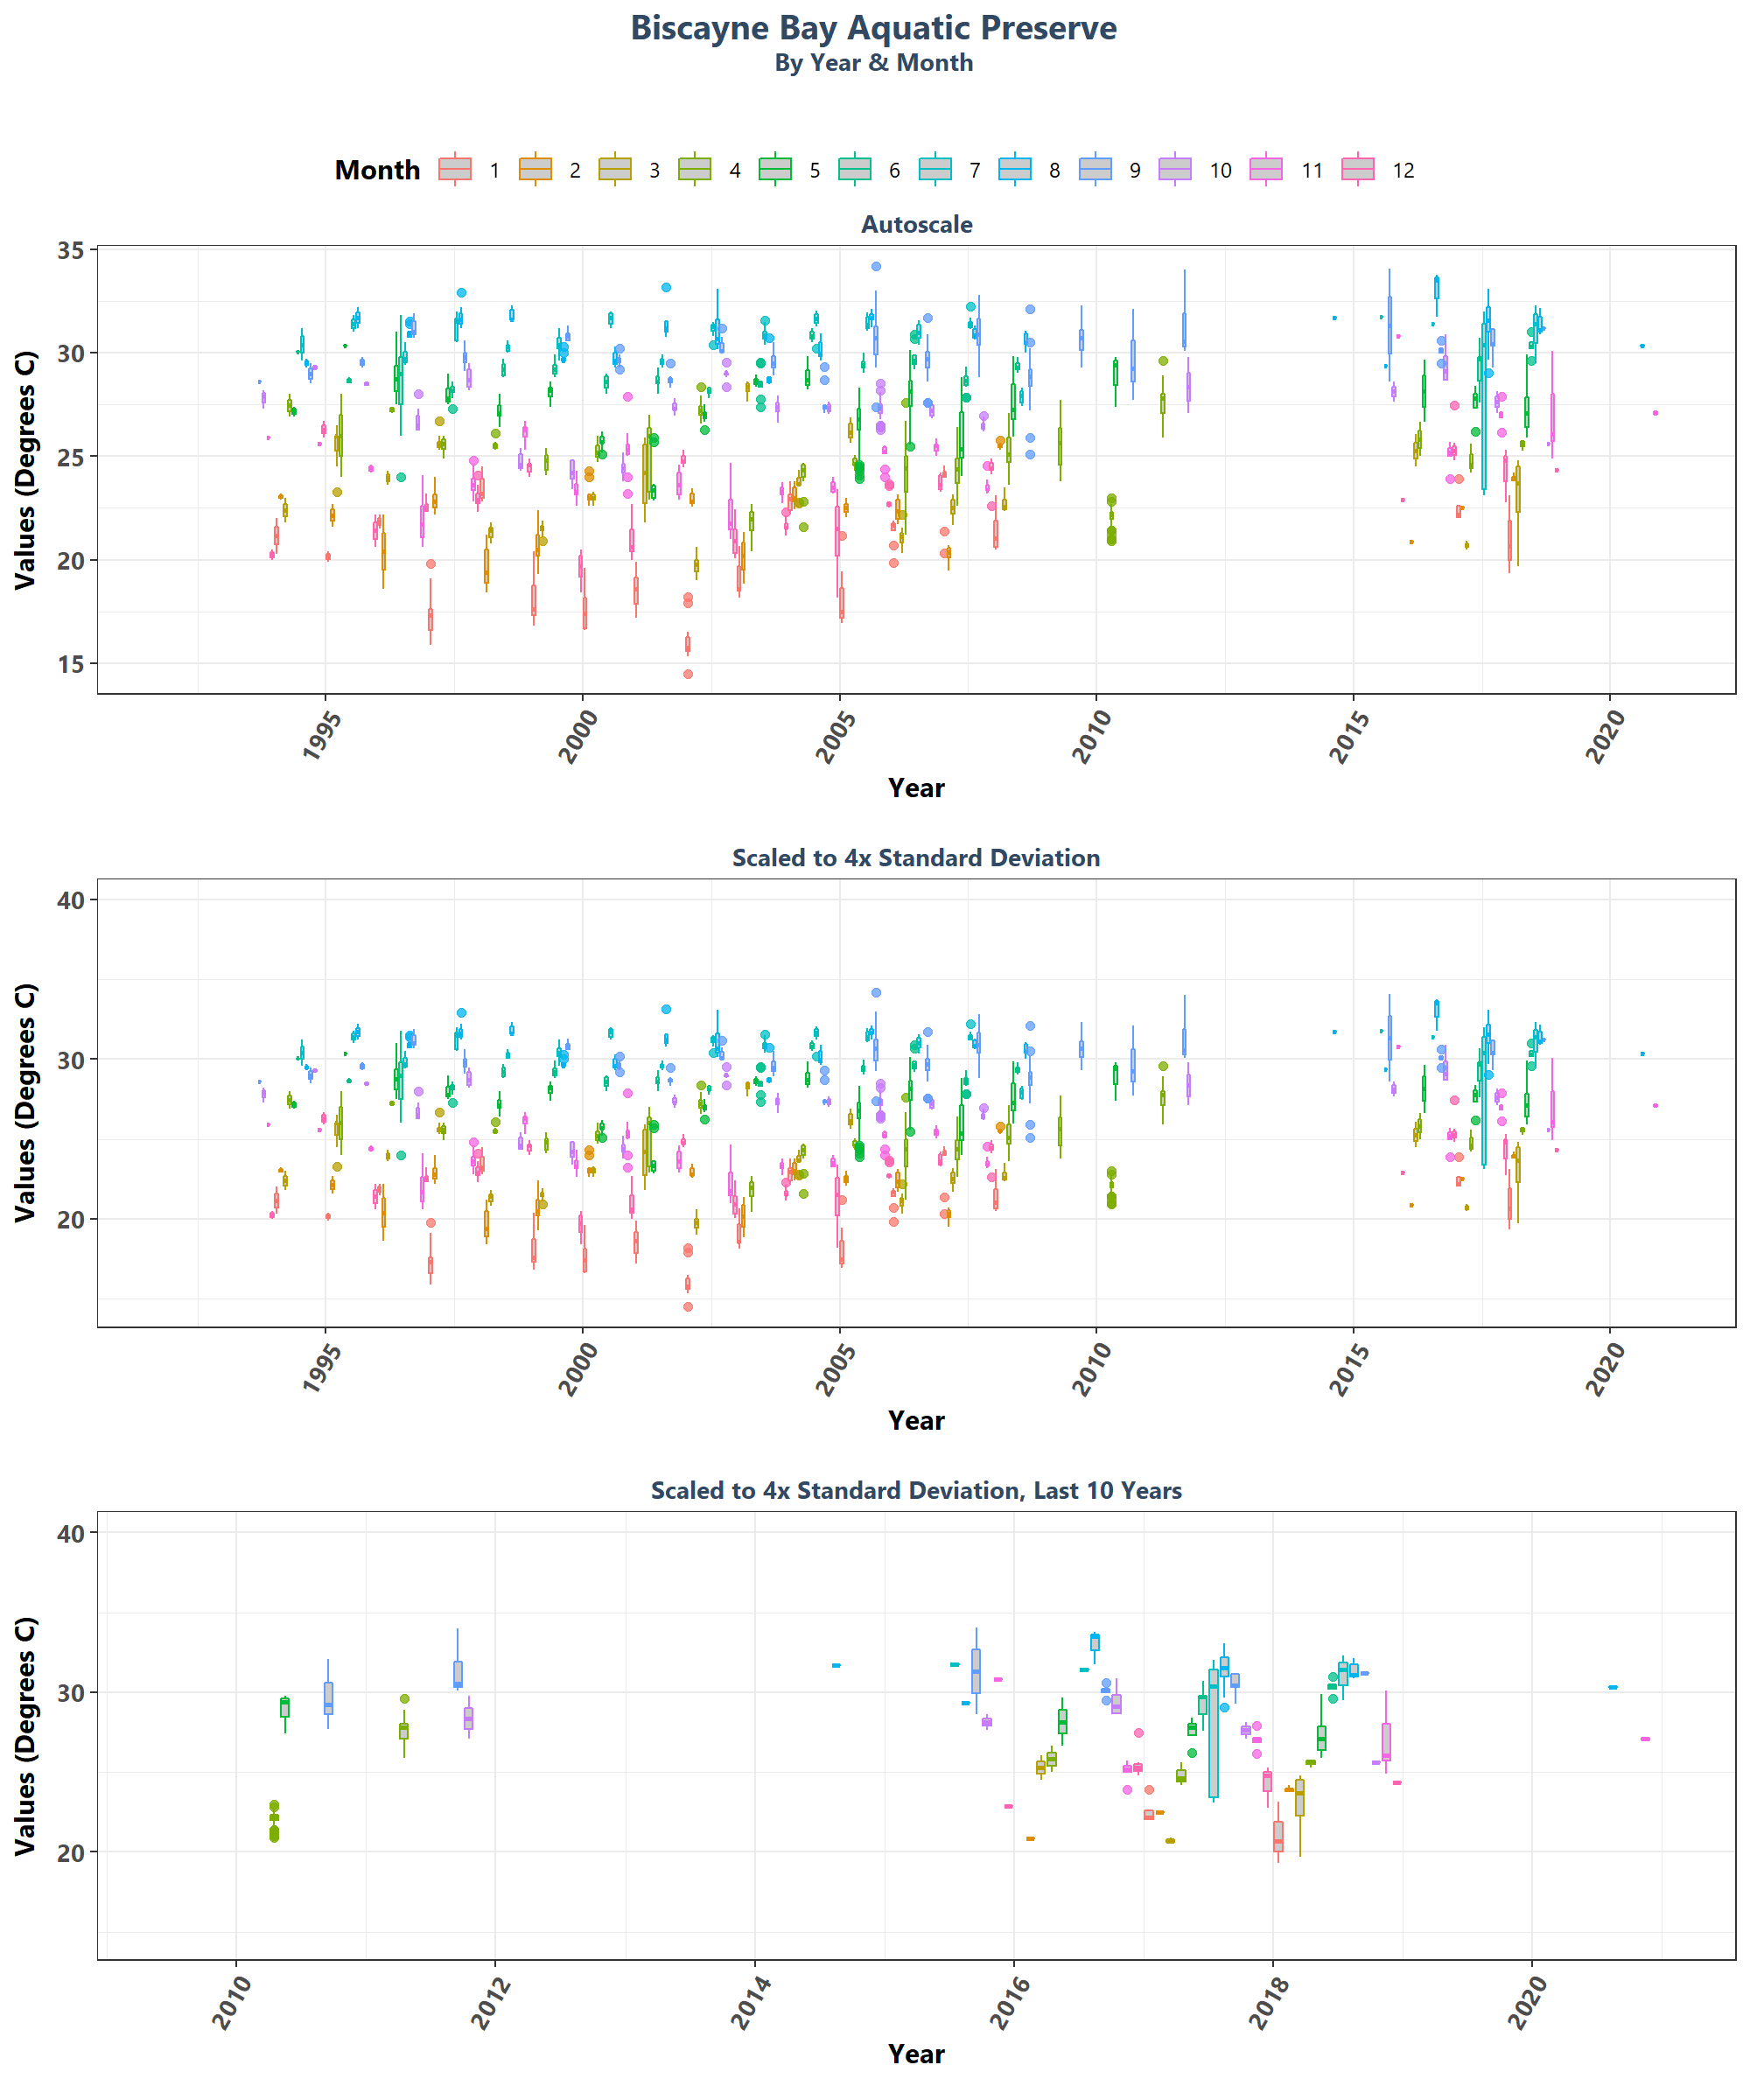 Biscayne Bay Aquatic Preserve
By Year & Month
Month 1 2 3 4 5 6 7 8 9 10 11 12
Autoscale
Values (Degrees C)
35
30
25
20
15
1995 2000 2005 2010 2015 2020
Year
Scaled to 4x Standard Deviation
Values (Degrees C)
40
30
20
1995 2000 2005 2010 2015 2020
Year
Scaled to 4x Standard Deviation, Last 10 Years
Values (Degrees C)
40
30
20
2010 2012 2014 2016 2018 2020
Year